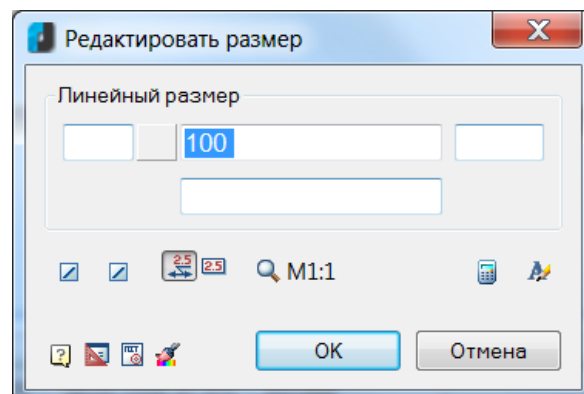 Редактировать размер
Линейный размер
100
2.5 2.5 M1:1
OK Отмена